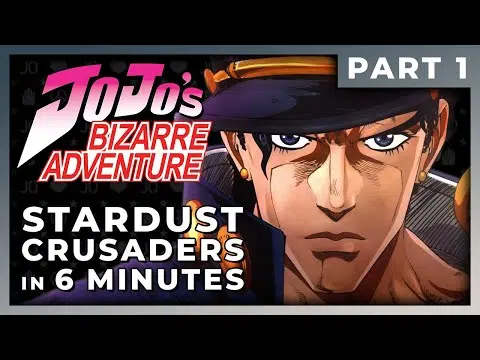 PART 1
JoJo's
BIZARRE
ADVENTURE
STARDUST
CRUSADERS
IN 6 MINUTES